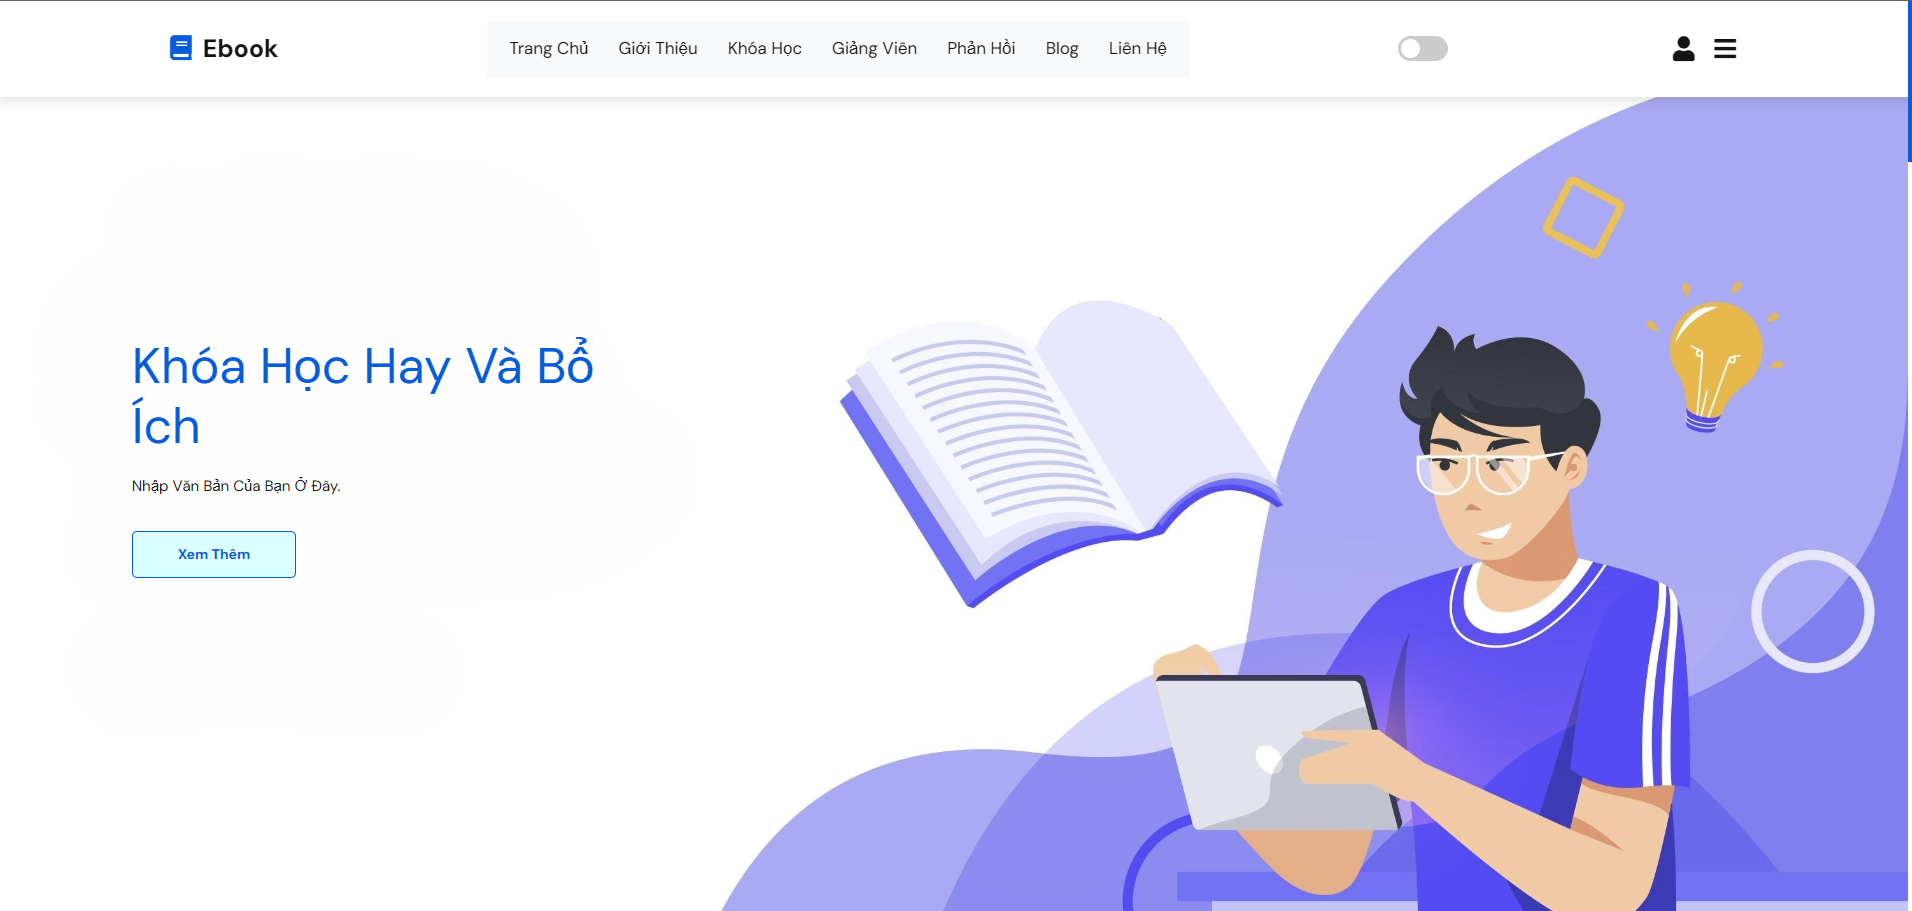 Ebook
Trang Chủ Giới Thiệu Khóa Học Giảng Viên Phản Hồi Blog Liên Hệ
Khóa Học Hay Và Bổ
Ích
Nhập Văn Bản Của Bạn Ở Đây.
Xem Thêm